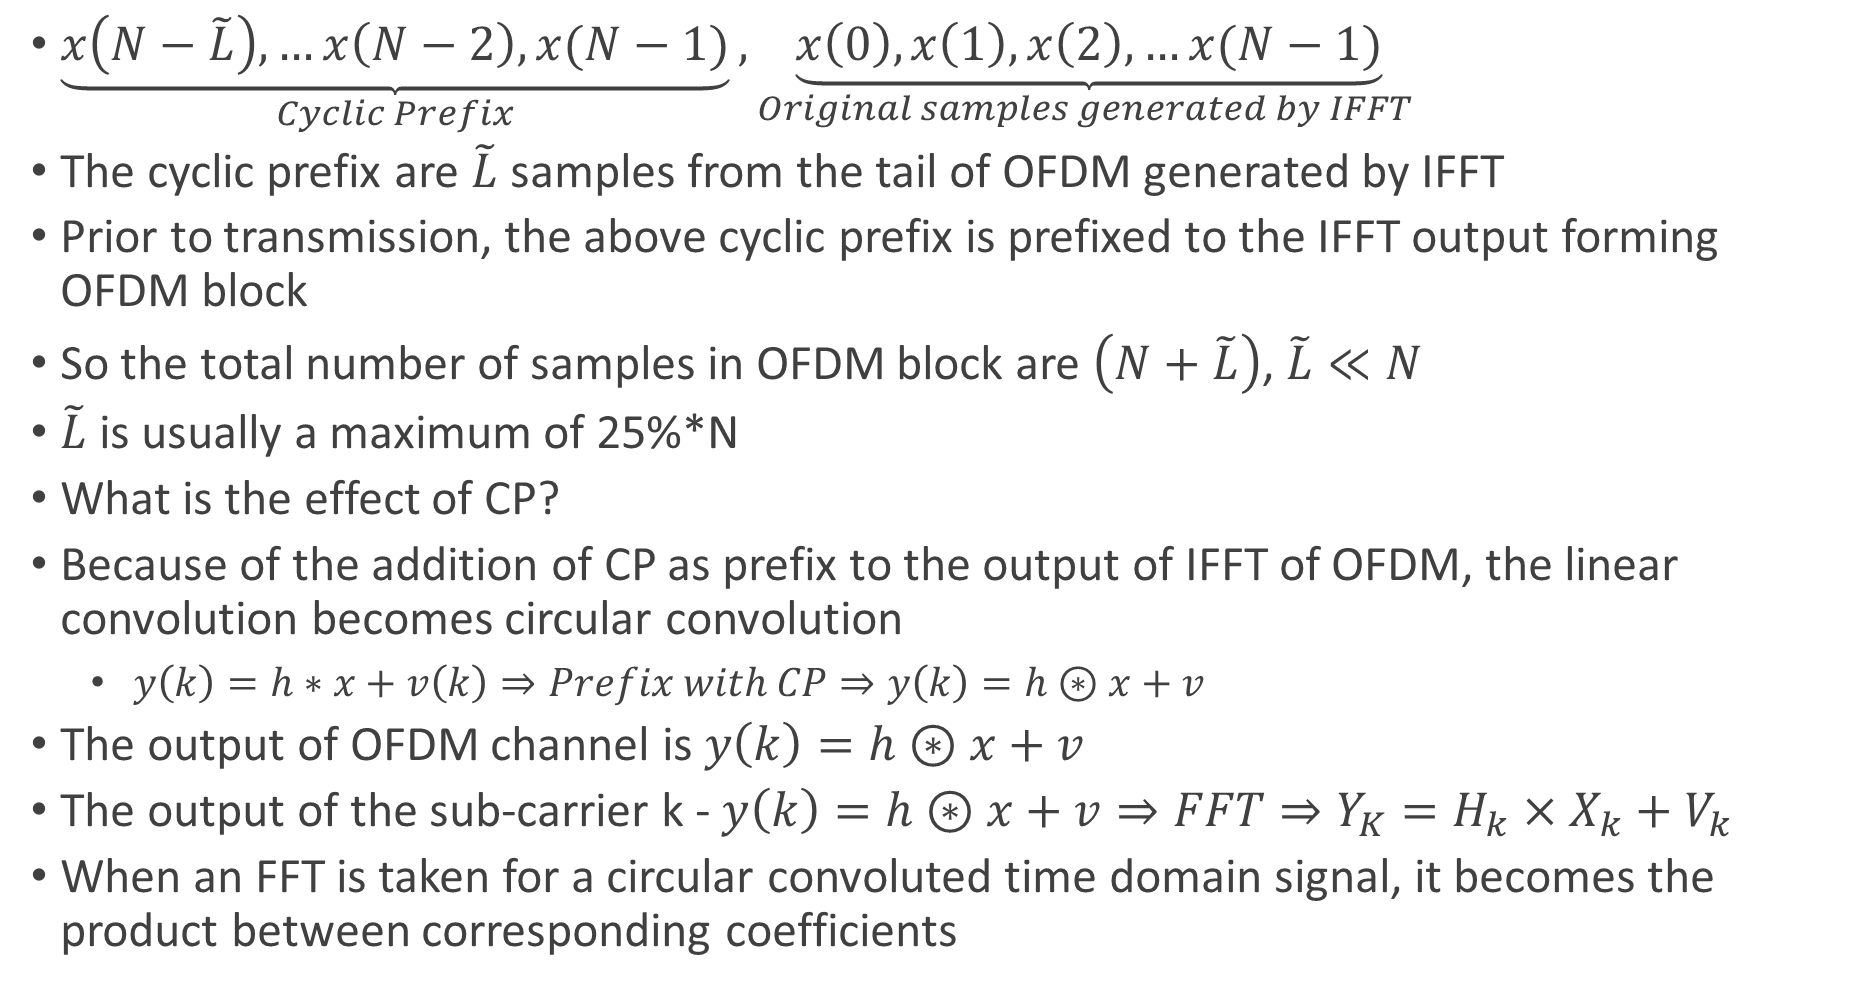 • x(N − L̃), … x(N − 2), x(N − 1), x(0), x(1), x(2), … x(N − 1)
Cyclic Prefix Original samples generated by IFFT
• The cyclic prefix are L̃ samples from the tail of OFDM generated by IFFT
• Prior to transmission, the above cyclic prefix is prefixed to the IFFT output forming
OFDM block
• So the total number of samples in OFDM block are (N + L̃), L̃ ≪ N
• L̃ is usually a maximum of 25%*N
• What is the effect of CP?
• Because of the addition of CP as prefix to the output of IFFT of OFDM, the linear
convolution becomes circular convolution
• y(k) = h ∗ x + v(k) ⇒ Prefix with CP ⇒ y(k) = h ⊛ x + v
• The output of OFDM channel is y(k) = h ⊛ x + v
• The output of the sub-carrier k - y(k) = h ⊛ x + v ⇒ FFT ⇒ Y_K = H_k × X_k + V_k
• When an FFT is taken for a circular convoluted time domain signal, it becomes the
product between corresponding coefficients